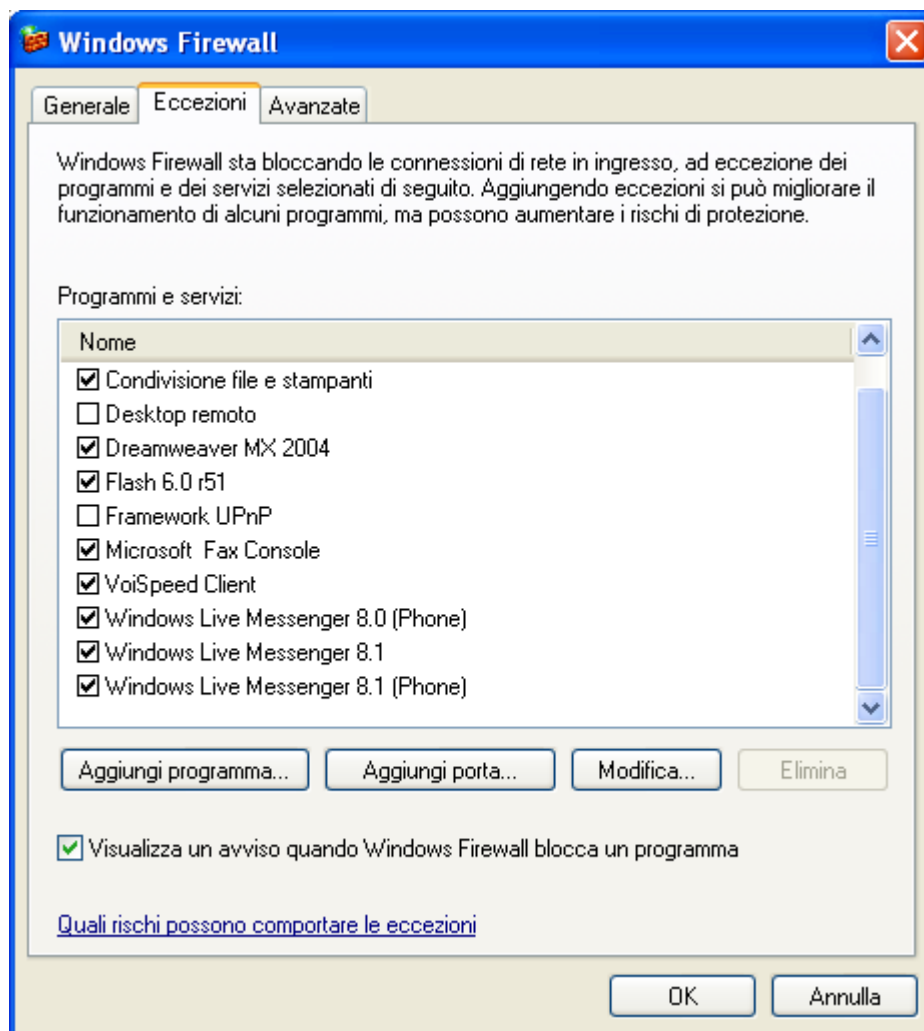 Windows Firewall
Generale Eccezioni Avanzate
Windows Firewall sta bloccando le connessioni di rete in ingresso, ad eccezione dei
programmi e dei servizi selezionati di seguito. Aggiungendo eccezioni si può migliorare il
funzionamento di alcuni programmi, ma possono aumentare i rischi di protezione.
Programmi e servizi:
Nome
Condivisione file e stampanti
Desktop remoto
Dreamweaver MX 2004
Flash 6.0 r51
Framework UPnP
Microsoft  Fax Console
VoiSpeed Client
Windows Live Messenger 8.0 (Phone)
Windows Live Messenger 8.1
Windows Live Messenger 8.1 (Phone)
Aggiungi programma... Aggiungi porta... Modifica... Elimina
Visualizza un avviso quando Windows Firewall blocca un programma
Quali rischi possono comportare le eccezioni
OK Annulla